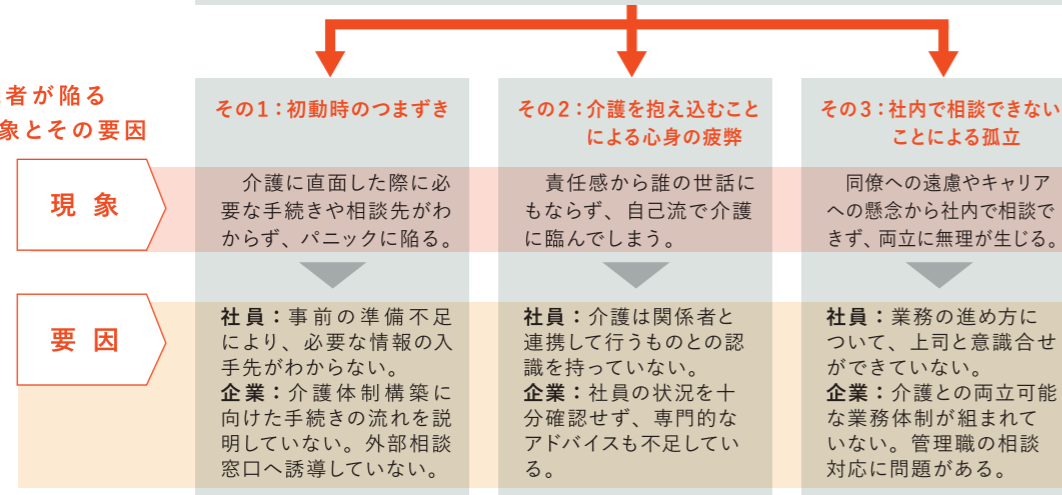 者が陥る
象とその要因
その1：初動時のつまずき
その2：介護を抱え込むこと
による心身の疲弊
その3：社内で相談できない
ことによる孤立
現象
介護に直面した際に必
要な手続きや相談先がわ
からず、パニックに陥る。
責任感から誰の世話に
もならず、自己流で介護
に臨んでしまう。
同僚への遠慮やキャリア
への懸念から社内で相談で
きず、両立に無理が生じる。
要因
社員：事前の準備不足
により、必要な情報の入
手先がわからない。
企業：介護体制構築に
向けた手続きの流れを説
明していない。外部相談
窓口へ誘導していない。
社員：介護は関係者と
連携して行うものとの認
識を持っていない。
企業：社員の状況を十
分確認せず、専門的な
アドバイスも不足してい
る。
社員：業務の進め方に
ついて、上司と意識合せ
ができていない。
企業：介護との両立可能
な業務体制が組まれて
いない。管理職の相談
対応に問題がある。